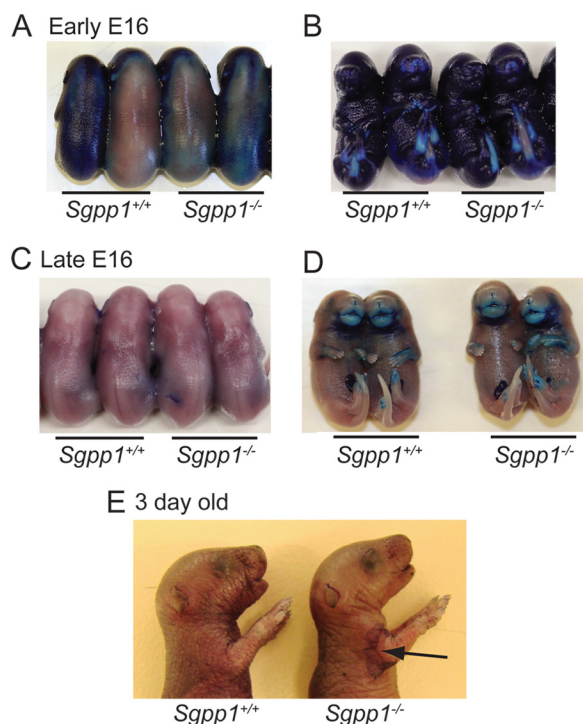 A Early E16
B
Sgpp1+/+ Sgpp1-/- Sgpp1+/+ Sgpp1-/-
C Late E16
D
Sgpp1+/+ Sgpp1-/- Sgpp1+/+ Sgpp1-/-
E 3 day old
Sgpp1+/+ Sgpp1-/-